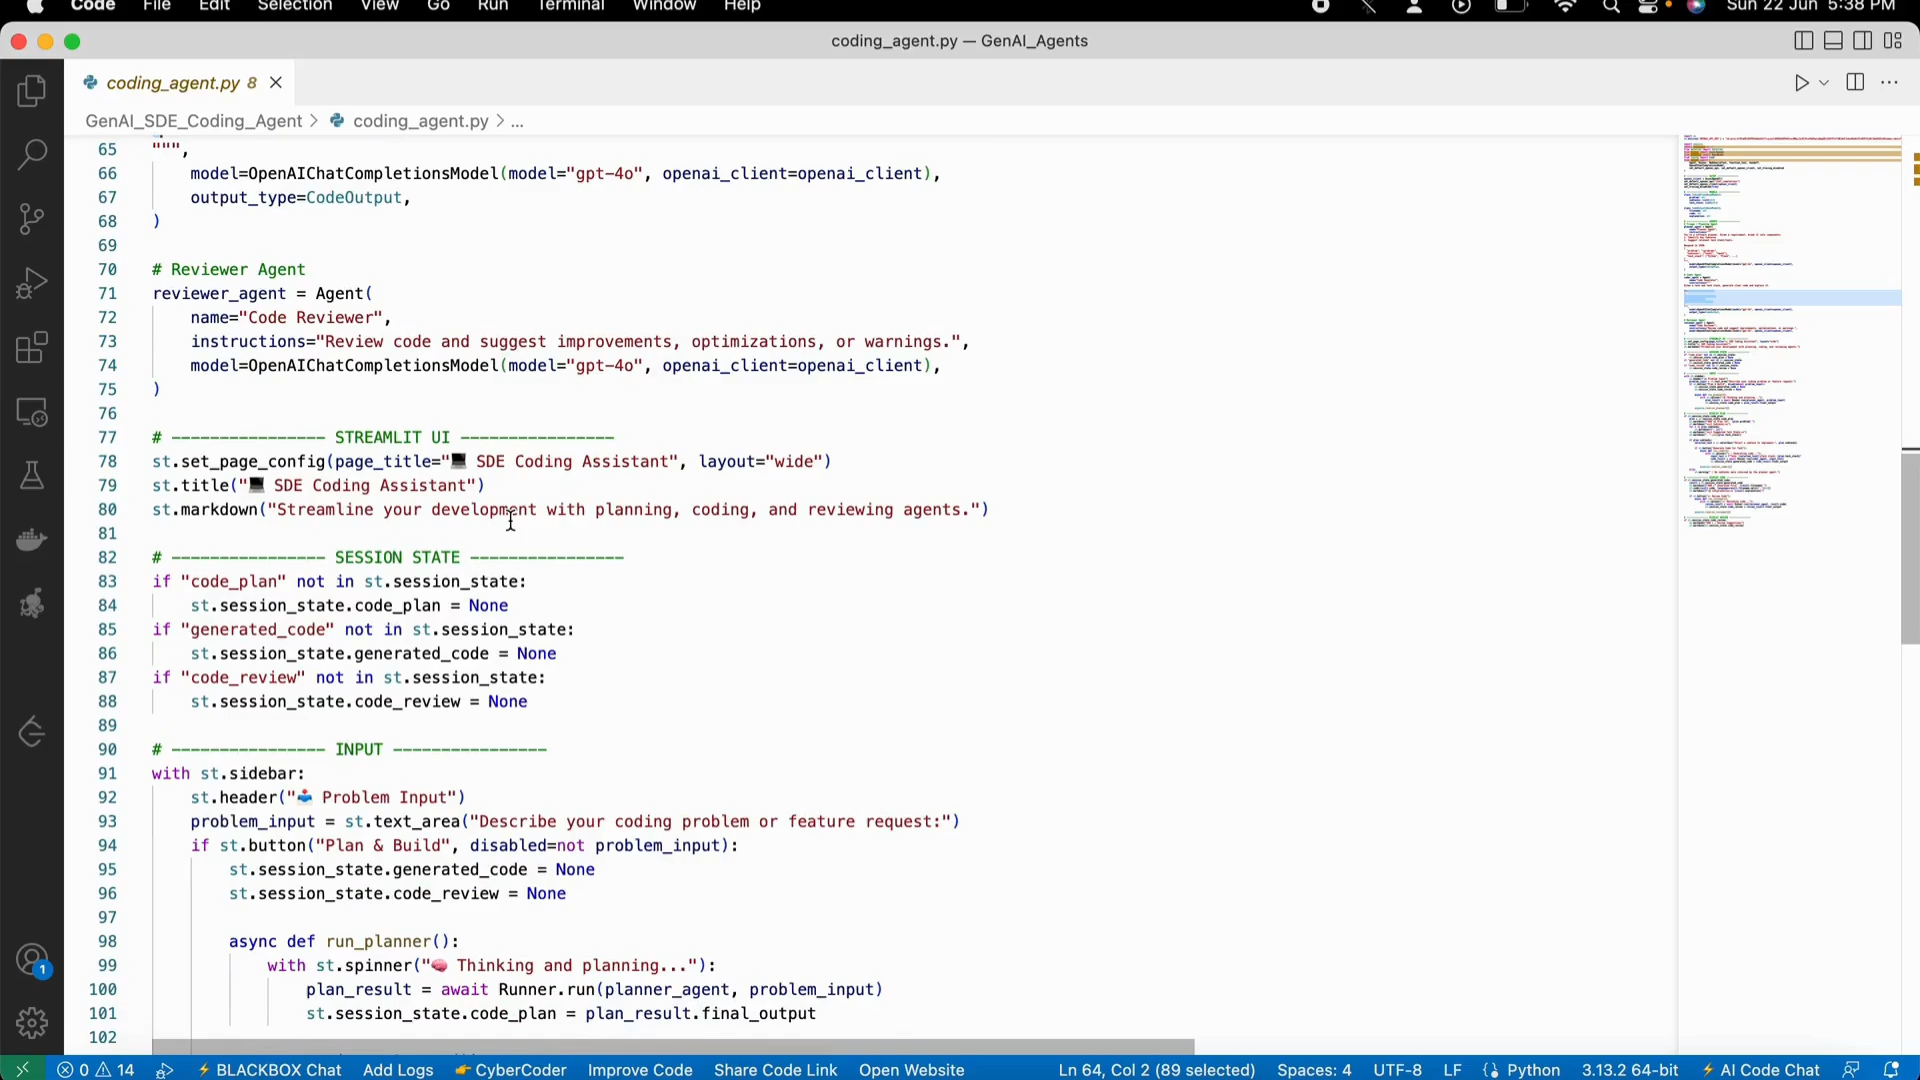 Code File Edit Selection View Go Run Terminal Window Help Sun 22 Jun 5:38 PM
coding_agent.py — GenAI_Agents
coding_agent.py 8
GenAI_SDE_Coding_Agent > coding_agent.py > ...
65 """,
66 model=OpenAIChatCompletionsModel(model="gpt-4o", openai_client=openai_client),
67 output_type=CodeOutput,
68 )
69
70 # Reviewer Agent
71 reviewer_agent = Agent(
72 name="Code Reviewer",
73 instructions="Review code and suggest improvements, optimizations, or warnings.",
74 model=OpenAIChatCompletionsModel(model="gpt-4o", openai_client=openai_client),
75 )
76
77 # ---------------- STREAMLIT UI ----------------
78 st.set_page_config(page_title="💻 SDE Coding Assistant", layout="wide")
79 st.title("💻 SDE Coding Assistant")
80 st.markdown("Streamline your development with planning, coding, and reviewing agents.")
81
82 # ---------------- SESSION STATE ----------------
83 if "code_plan" not in st.session_state:
84 st.session_state.code_plan = None
85 if "generated_code" not in st.session_state:
86 st.session_state.generated_code = None
87 if "code_review" not in st.session_state:
88 st.session_state.code_review = None
89
90 # ---------------- INPUT ----------------
91 with st.sidebar:
92 st.header("📥 Problem Input")
93 problem_input = st.text_area("Describe your coding problem or feature request:")
94 if st.button("Plan & Build", disabled=not problem_input):
95 st.session_state.generated_code = None
96 st.session_state.code_review = None
97
98 async def run_planner():
99 with st.spinner("🧠 Thinking and planning..."):
100 plan_result = await Runner.run(planner_agent, problem_input)
101 st.session_state.code_plan = plan_result.final_output
102
1
0 14 BLACKBOX Chat Add Logs CyberCoder Improve Code Share Code Link Open Website Ln 64, Col 2 (89 selected) Spaces: 4 UTF-8 LF Python 3.13.2 64-bit AI Code Chat